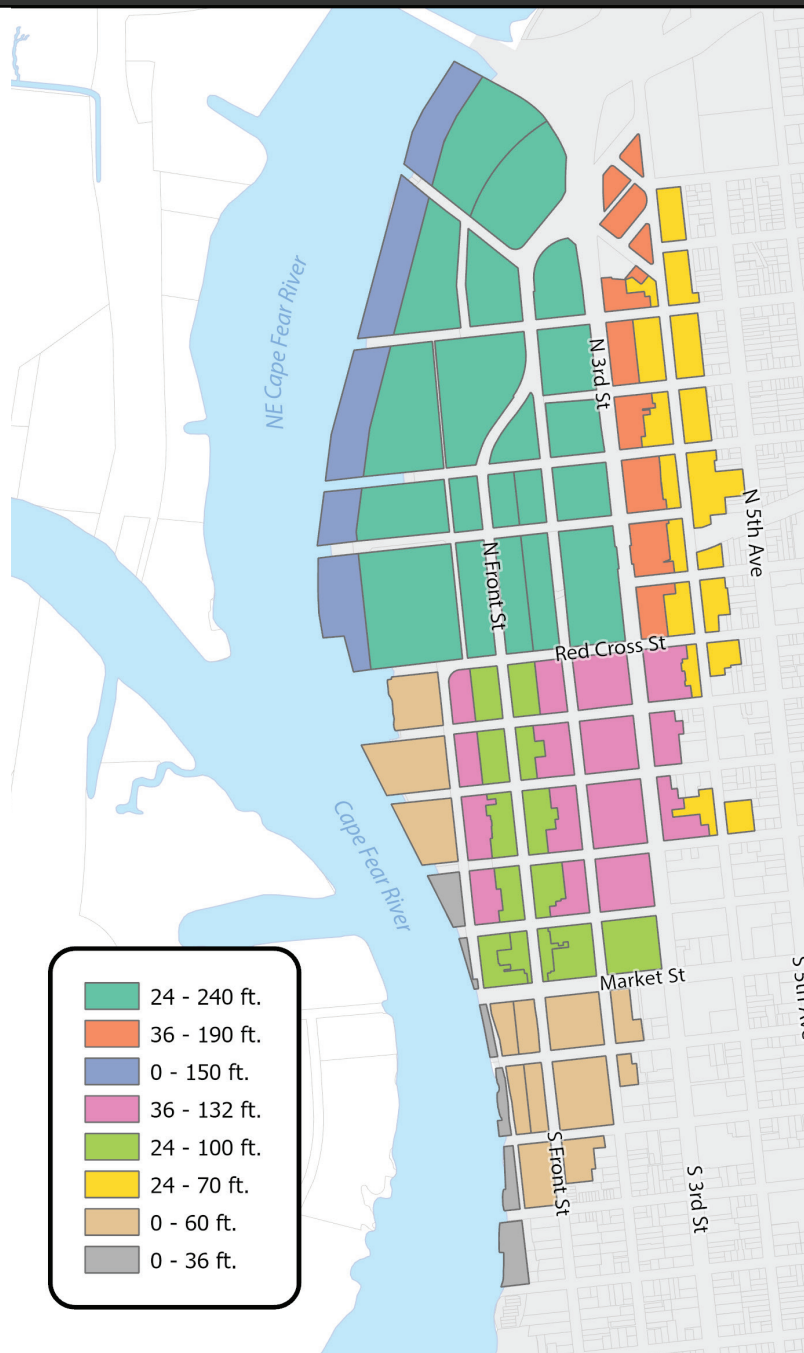 NE Cape Fear River
N 3rd St
N 5th Ave
N Front St
Red Cross St
Cape Fear River
Market St
S 5th Ave
S Front St
S 3rd St
24 - 240 ft.
36 - 190 ft.
0 - 150 ft.
36 - 132 ft.
24 - 100 ft.
24 - 70 ft.
0 - 60 ft.
0 - 36 ft.